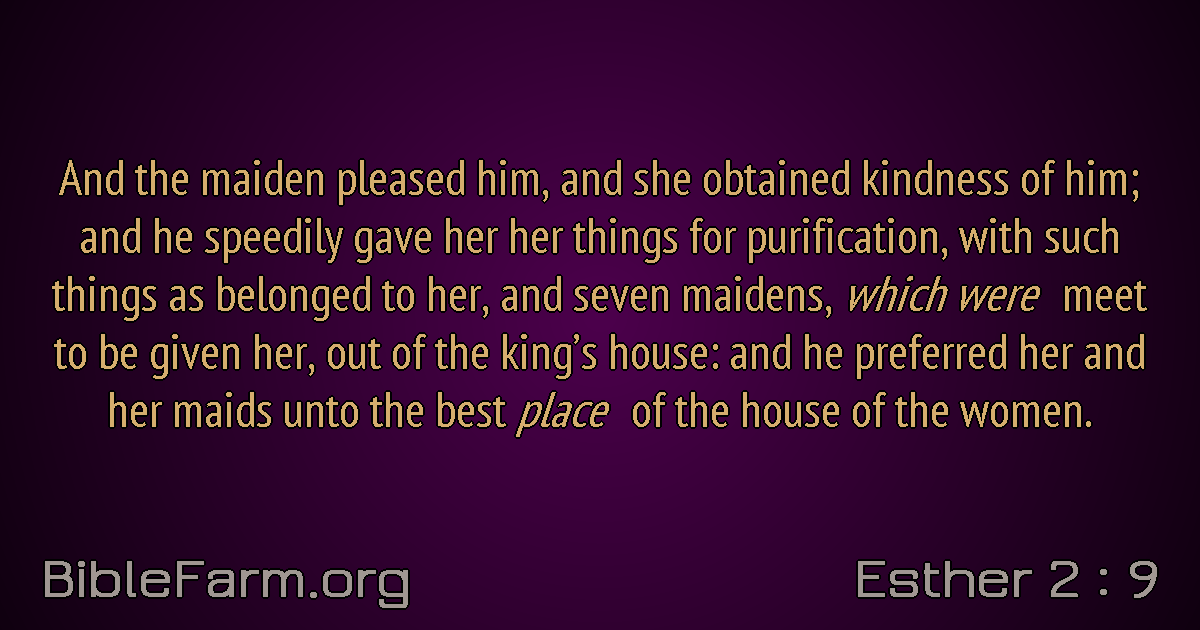 And the maiden pleased him, and she obtained kindness of him;
and he speedily gave her her things for purification, with such
things as belonged to her, and seven maidens, which were meet
to be given her, out of the king’s house: and he preferred her and
her maids unto the best place of the house of the women.
BibleFarm.org
Esther 2 : 9